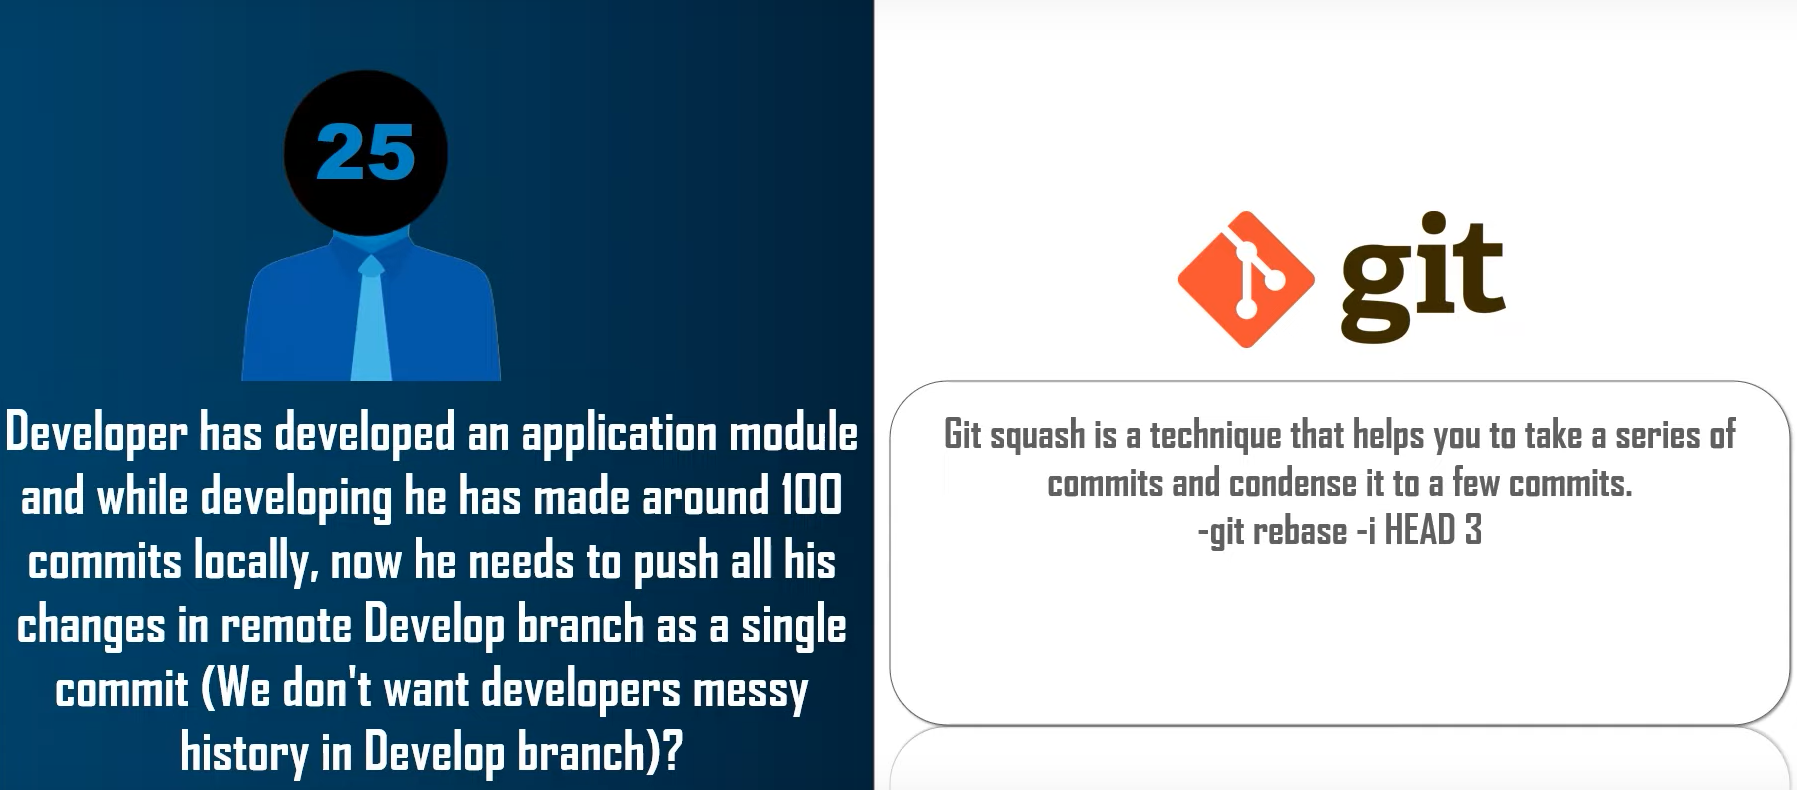 25
Developer has developed an application module
and while developing he has made around 100
commits locally, now he needs to push all his
changes in remote Develop branch as a single
commit (We don't want developers messy
history in Develop branch)?
git
Git squash is a technique that helps you to take a series of
commits and condense it to a few commits.
-git rebase -i HEAD 3